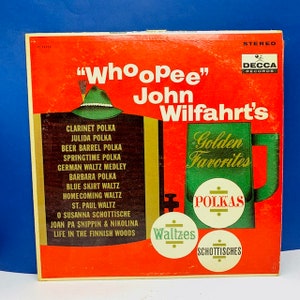 STEREO
DECCA
RECORDS
"Whoopee"
John
Wilfahrt's
Golden
Favorites
CLARINET POLKA
JULIDA POLKA
BEER BARREL POLKA
SPRINGTIME POLKA
GERMAN WALTZ MEDLEY
BARBARA POLKA
BLUE SKIRT WALTZ
HOMECOMING WALTZ
ST. PAUL WALTZ
O SUSANNA SCHOTTISCHE
JOAN PA SNIPPIN & NIKOLINA
LIFE IN THE FINNISH WOODS
POLKAS
Waltzes
SCHOTTISCHES